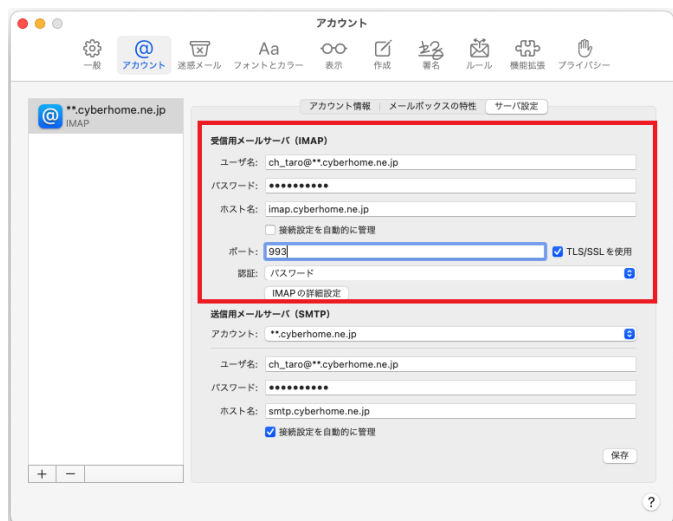 アカウント
一般 アカウント 迷惑メール フォントとカラー 表示 作成 署名 ルール 機能拡張 プライバシー
**.cyberhome.ne.jp
IMAP
アカウント情報 メールボックスの特性 サーバ設定
受信用メールサーバ（IMAP）
ユーザ名: ch_taro@**.cyberhome.ne.jp
パスワード: ●●●●●●●●●●
ホスト名: imap.cyberhome.ne.jp
接続設定を自動的に管理
ポート: 993 TLS/SSL を使用
認証: パスワード
IMAP の詳細設定
送信用メールサーバ（SMTP）
アカウント: **.cyberhome.ne.jp
ユーザ名: ch_taro@**.cyberhome.ne.jp
パスワード: ●●●●●●●●●●
ホスト名: smtp.cyberhome.ne.jp
接続設定を自動的に管理
保存
+ −
?